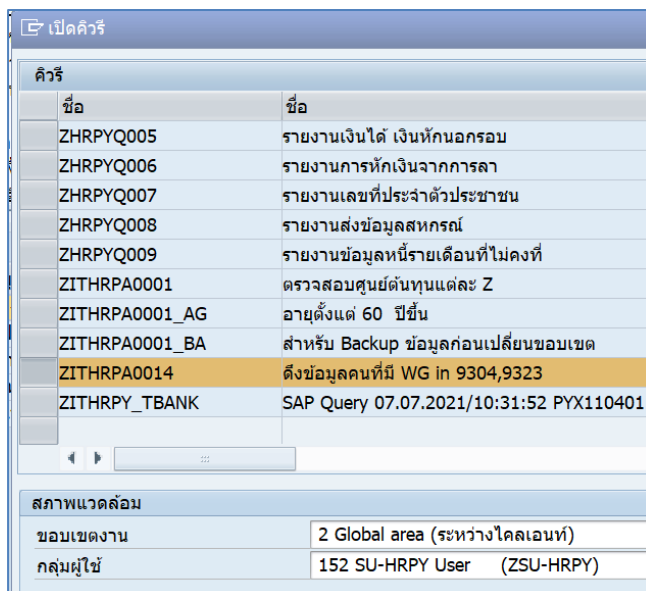 เปิดคิวรี
คิวรี
ชื่อ ชื่อ
ZHRPYQ005 รายงานเงินได้ เงินหักนอกรอบ
ZHRPYQ006 รายงานการหักเงินจากการลา
ZHRPYQ007 รายงานเลขที่ประจำตัวประชาชน
ZHRPYQ008 รายงานส่งข้อมูลสหกรณ์
ZHRPYQ009 รายงานข้อมูลหนี้รายเดือนที่ไม่คงที่
ZITHRPA0001 ตรวจสอบศูนย์ต้นทุนแต่ละ Z
ZITHRPA0001_AG อายุตั้งแต่ 60 ปีขึ้น
ZITHRPA0001_BA สำหรับ Backup ข้อมูลก่อนเปลี่ยนขอบเขต
ZITHRPA0014 ดึงข้อมูลคนที่มี WG in 9304,9323
ZITHRPY_TBANK SAP Query 07.07.2021/10:31:52 PYX110401
สภาพแวดล้อม
ขอบเขตงาน 2 Global area (ระหว่างไคลเอนท์)
กลุ่มผู้ใช้ 152 SU-HRPY User (ZSU-HRPY)